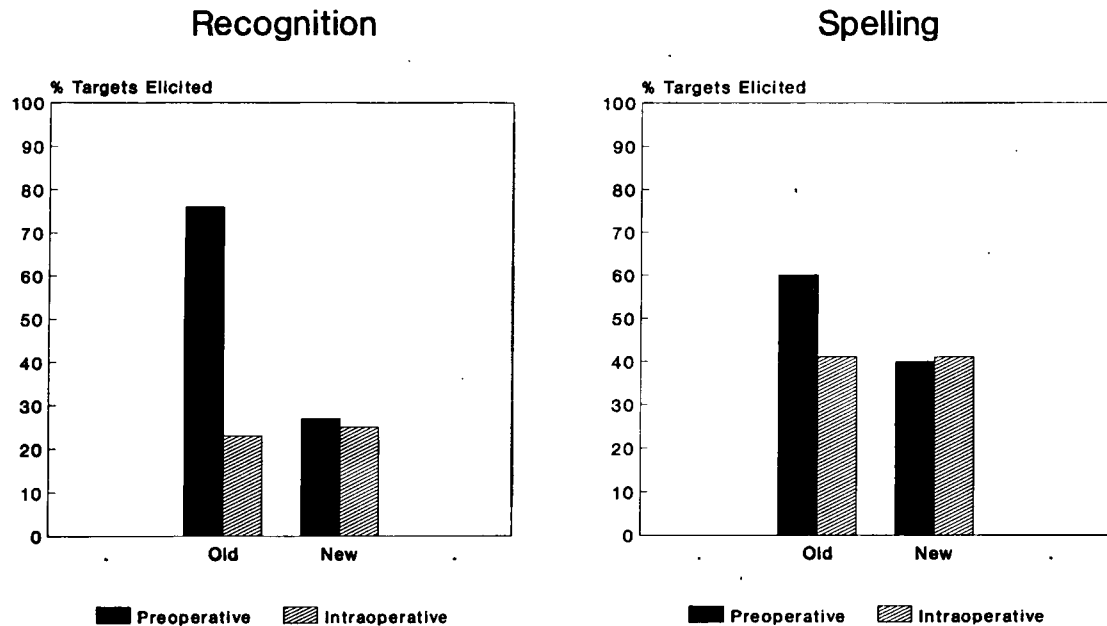 Recognition
% Targets Elicited
100
90
80
70
60
50
40
30
20
10
0
Old New
Preoperative Intraoperative
Spelling
% Targets Elicited
100
90
80
70
60
50
40
30
20
10
0
Old New
Preoperative Intraoperative